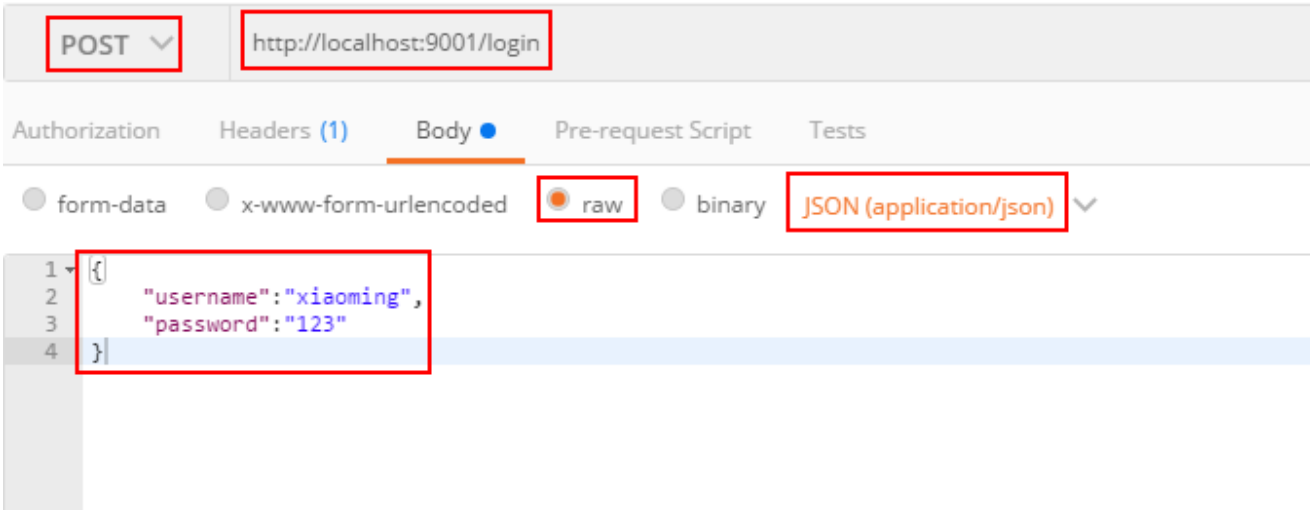 POST http://localhost:9001/login
Authorization Headers (1) Body Pre-request Script Tests
form-data x-www-form-urlencoded raw binary JSON (application/json)
1 {
2 "username":"xiaoming",
3 "password":"123"
4 }